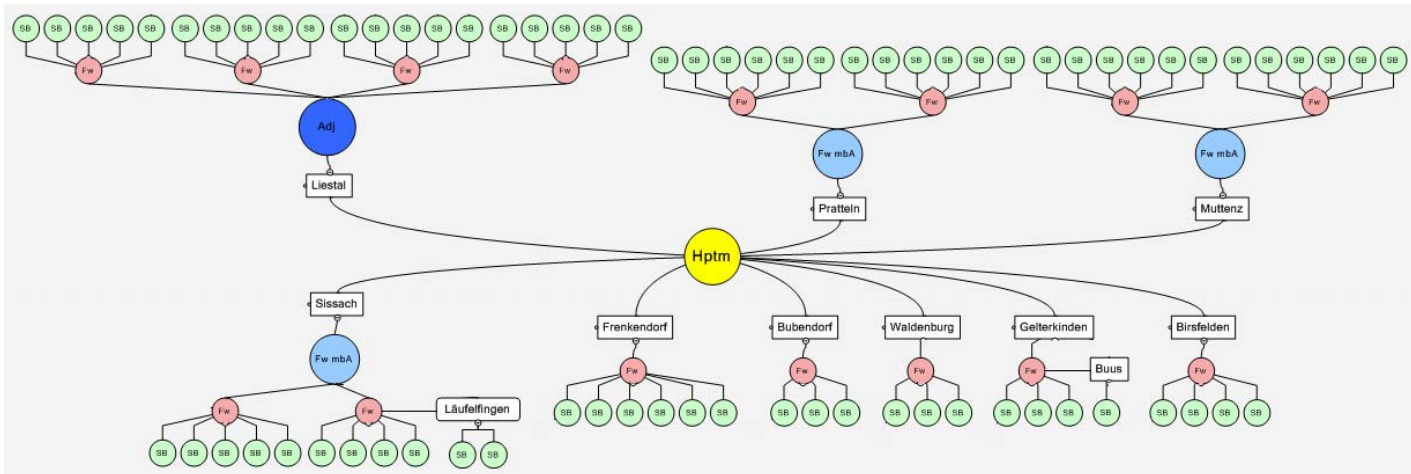 SB SB SB SB SB SB SB SB SB SB SB SB SB SB SB SB SB SB SB SB
SB SB SB SB SB SB SB SB SB SB SB SB SB SB SB SB SB SB SB SB SB SB SB SB
Fw Fw Fw Fw
Fw Fw Fw Fw
Adj
Fw mbA Fw mbA
Liestal
Pratteln Muttenz
Hptm
Sissach
Frenkendorf Bubendorf Waldenburg Gelterkinden Birsfelden
Fw mbA
Fw Fw Fw Fw Buus Fw
Fw Fw Läufelfingen
SB SB SB SB SB SB SB SB SB SB SB SB SB SB SB SB SB SB SB SB
SB SB SB SB SB SB SB SB SB SB SB